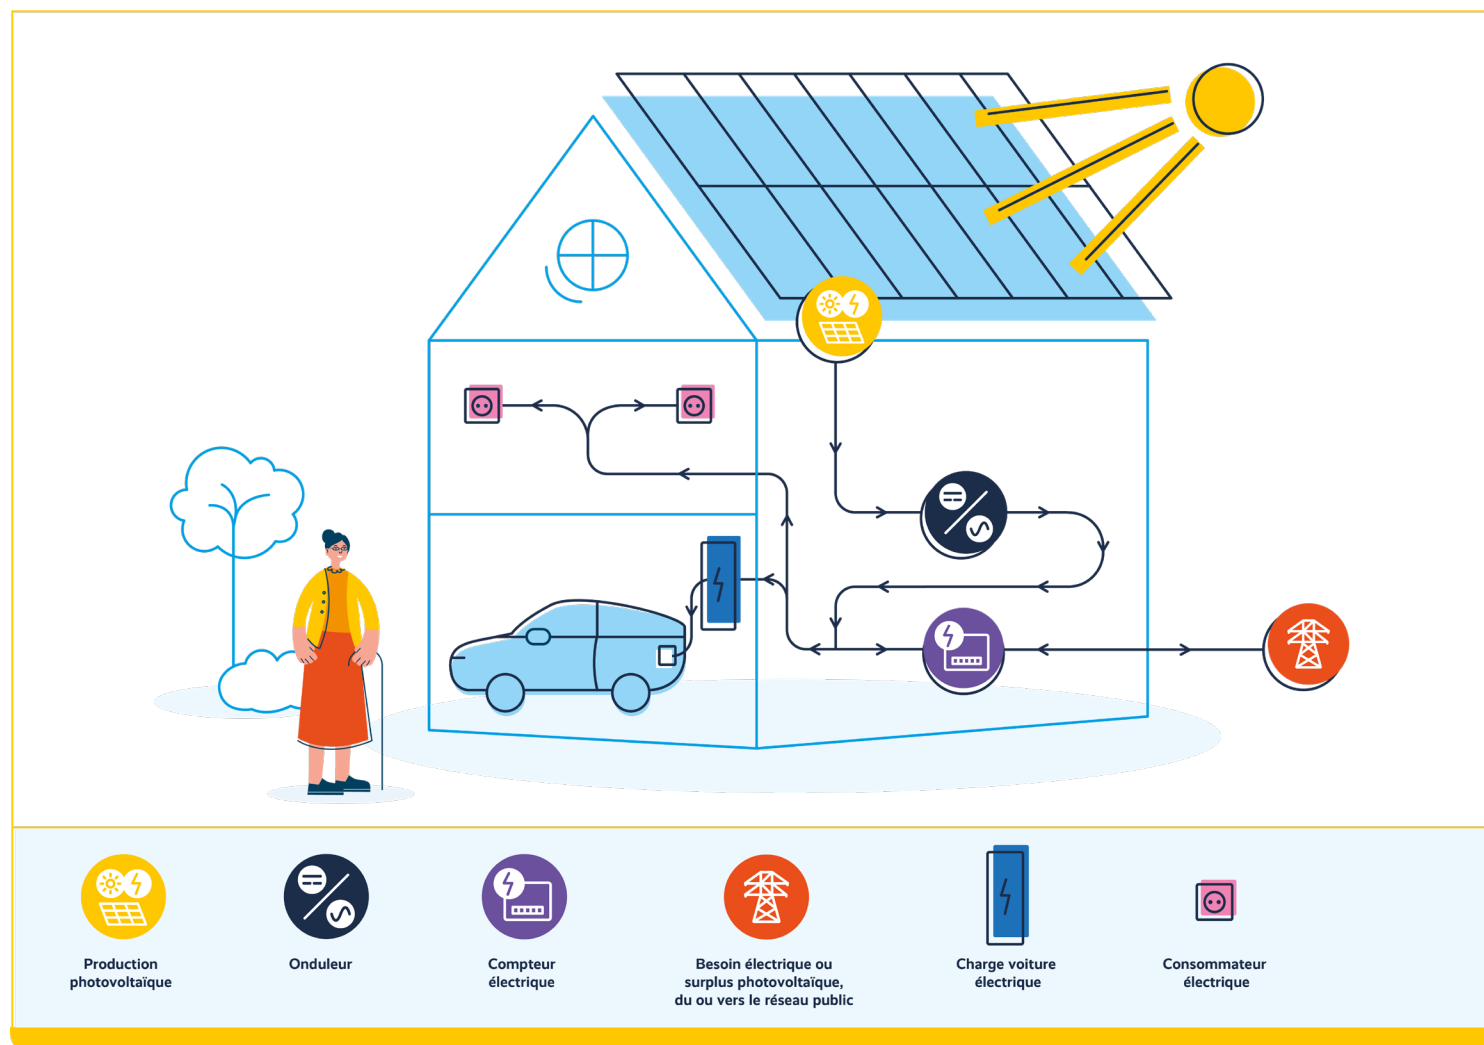 Production
photovoltaïque
Onduleur
Compteur
électrique
Besoin électrique ou
surplus photovoltaïque,
du ou vers le réseau public
Charge voiture
électrique
Consommateur
électrique